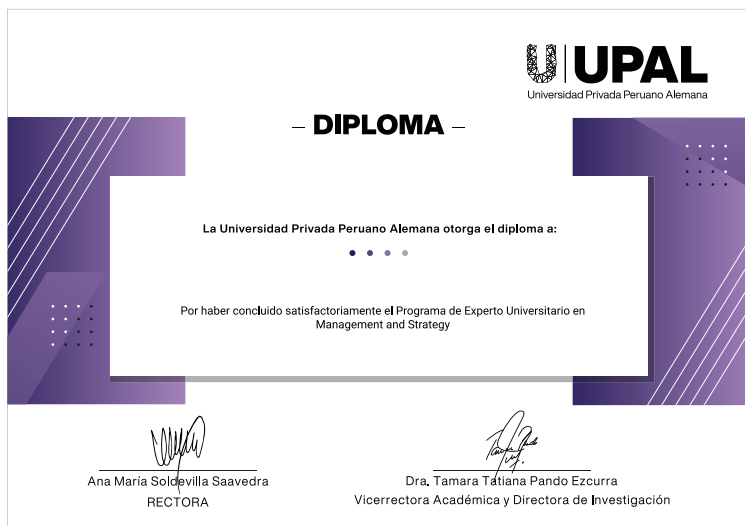 UPAL
Universidad Privada Peruano Alemana
– DIPLOMA –
La Universidad Privada Peruano Alemana otorga el diploma a:
Por haber concluido satisfactoriamente el Programa de Experto Universitario en
Management and Strategy
Ana María Soldevilla Saavedra
RECTORA
Dra. Tamara Tatiana Pando Ezcurra
Vicerrectora Académica y Directora de Investigación